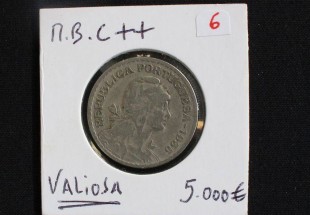 M.B.C++
6
REPUBLICA PORTUGUESA
VALiOSA
5.000€